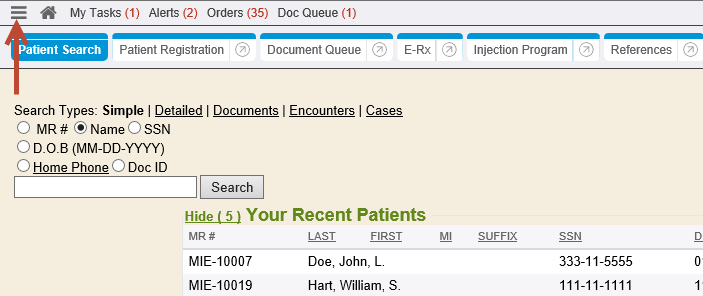 My Tasks (1) Alerts (2) Orders (35) Doc Queue (1)
Patient Search Patient Registration Document Queue E-Rx Injection Program References
Search Types: Simple | Detailed | Documents | Encounters | Cases
MR # Name SSN
D.O.B (MM-DD-YYYY)
Home Phone Doc ID
Search
Hide ( 5 ) Your Recent Patients
MR # LAST FIRST MI SUFFIX SSN D
MIE-10007 Doe, John, L. 333-11-5555 0
MIE-10019 Hart, William, S. 111-11-1111 1